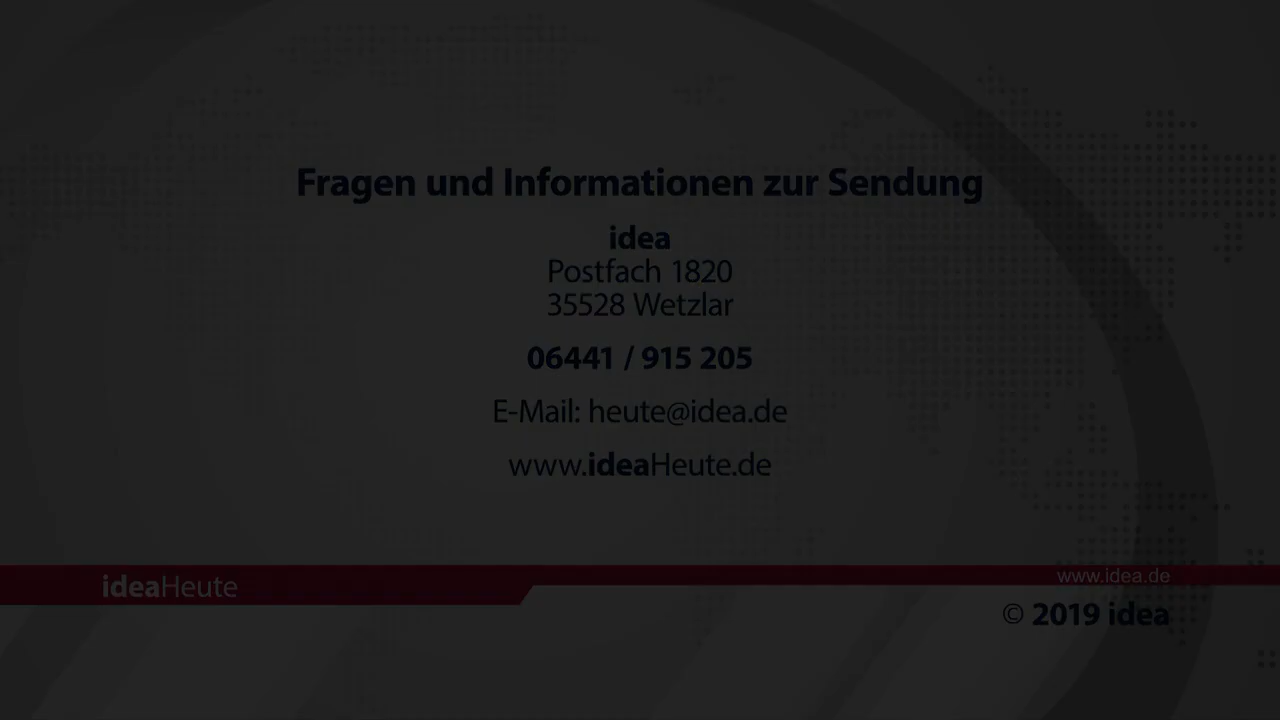 Fragen und Informationen zur Sendung
idea
Postfach 1820
35528 Wetzlar
06441 / 915 205
E-Mail: heute@idea.de
www.ideaHeute.de
ideaHeute
www.idea.de
© 2019 idea